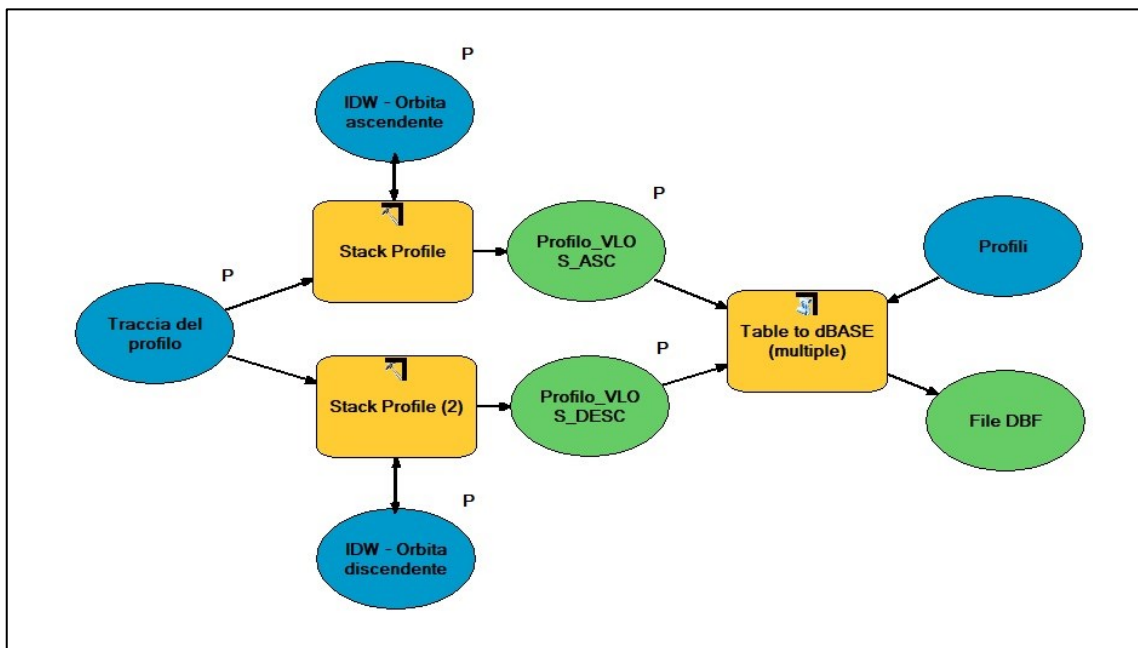 P
IDW - Orbita
ascendente
P
Stack Profile
Profilo_VLO
S_ASC
Profili
P
Traccia del
profilo
Table to dBASE
(multiple)
P
Stack Profile (2)
Profilo_VLO
S_DESC
File DBF
P
IDW - Orbita
discendente